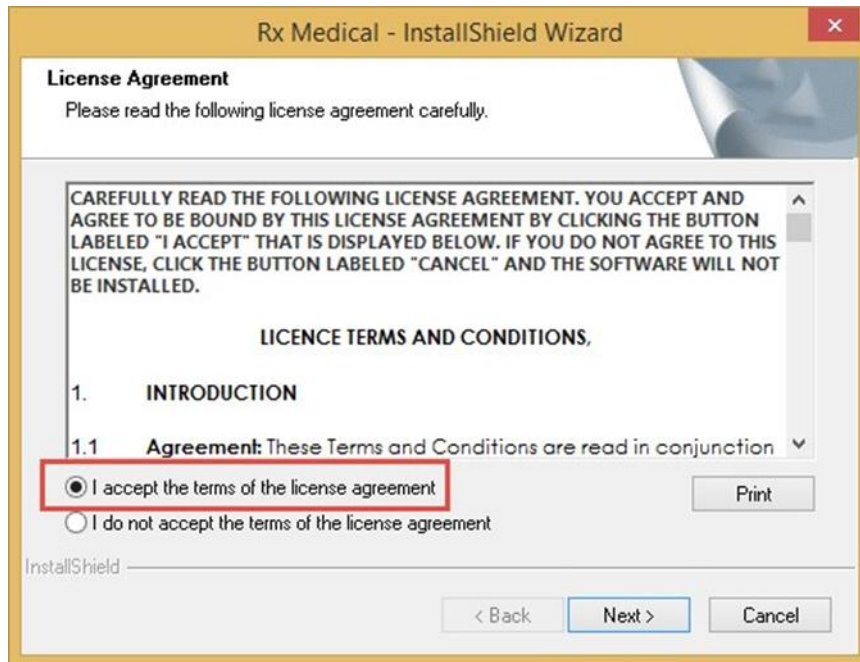 Rx Medical - InstallShield Wizard
License Agreement
Please read the following license agreement carefully.
CAREFULLY READ THE FOLLOWING LICENSE AGREEMENT. YOU ACCEPT AND
AGREE TO BE BOUND BY THIS LICENSE AGREEMENT BY CLICKING THE BUTTON
LABELED "I ACCEPT" THAT IS DISPLAYED BELOW. IF YOU DO NOT AGREE TO THIS
LICENSE, CLICK THE BUTTON LABELED "CANCEL" AND THE SOFTWARE WILL NOT
BE INSTALLED.
LICENCE TERMS AND CONDITIONS,
1. INTRODUCTION
1.1 Agreement: These Terms and Conditions are read in conjunction
I accept the terms of the license agreement
Print
I do not accept the terms of the license agreement
InstallShield
< Back Next > Cancel